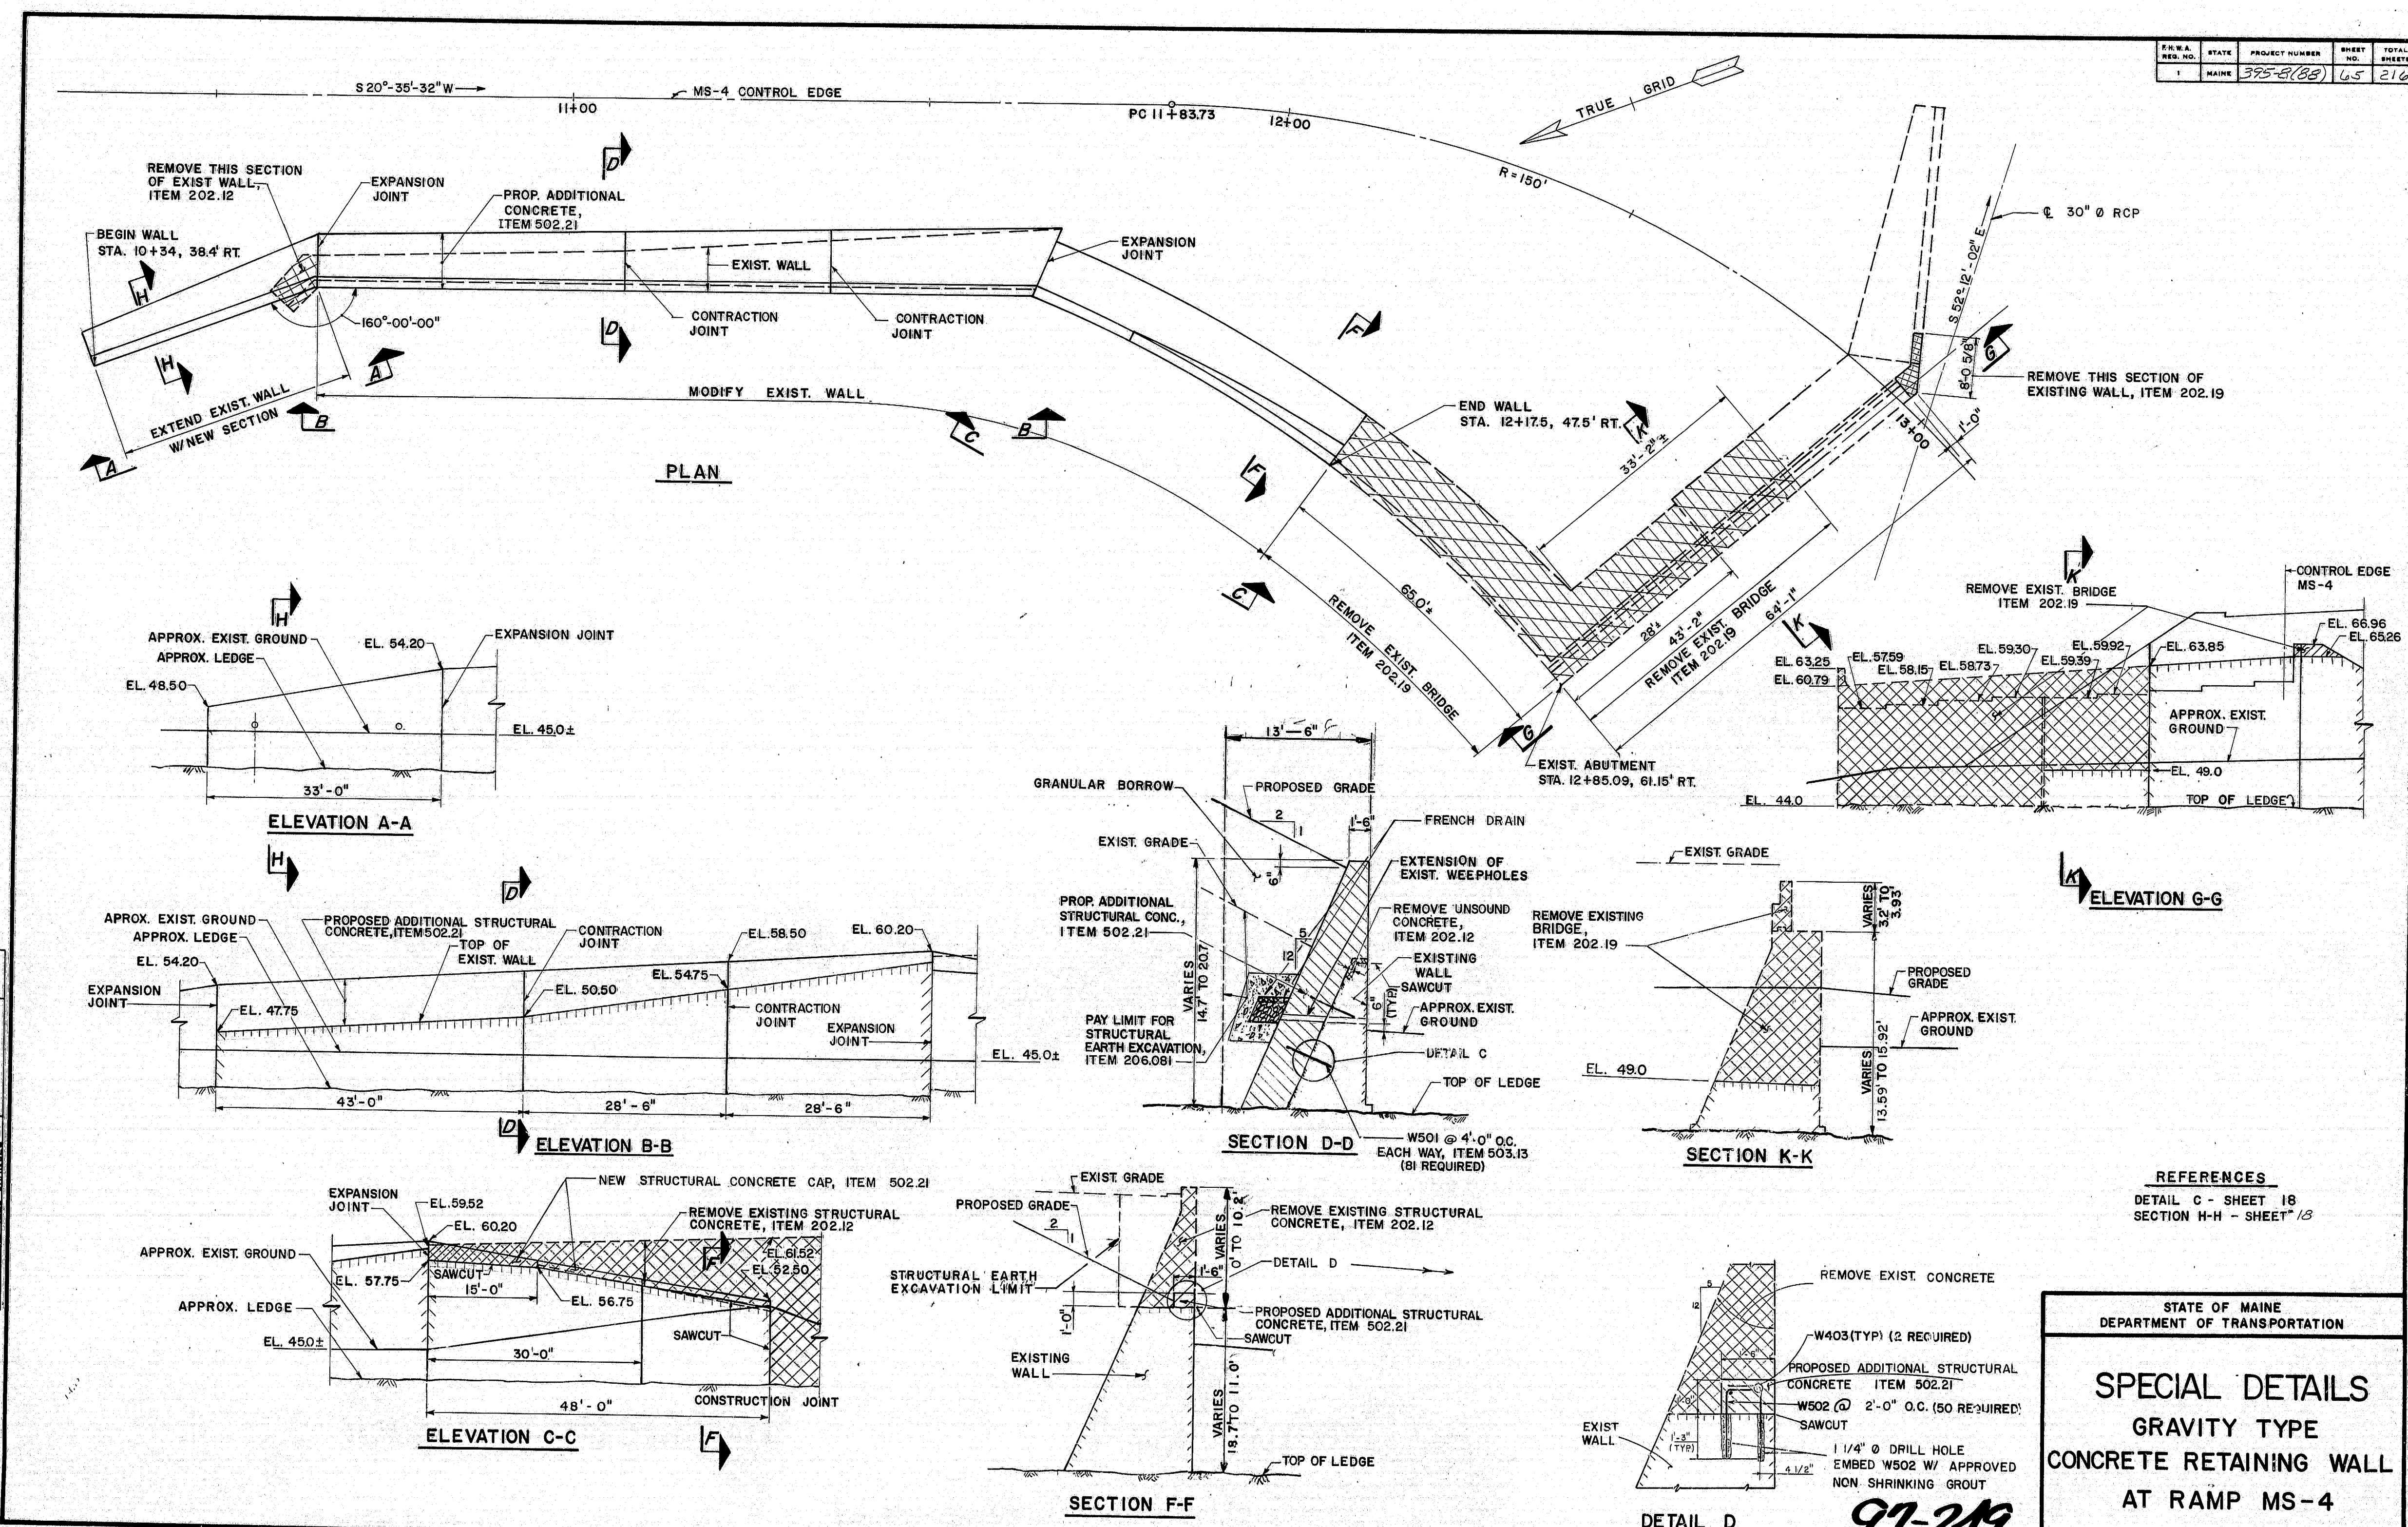 F.H.W.A. REG. NO.
STATE
PROJECT NUMBER
SHEET NO.
TOTAL SHEETS
1
MAINE
395-8(88)
65
216
S 20°-35'-32" W
11+00
MS-4 CONTROL EDGE
PC 11+83.73
12+00
TRUE GRID
R=150'
REMOVE THIS SECTION
OF EXIST WALL,
ITEM 202.12
EXPANSION
JOINT
D
PROP. ADDITIONAL
CONCRETE,
ITEM 502.21
BEGIN WALL
STA. 10+34, 38.4' RT.
H
EXIST. WALL
EXPANSION
JOINT
160°-00'-00"
D
CONTRACTION
JOINT
CONTRACTION
JOINT
H
A
EXTEND EXIST. WALL
W/NEW SECTION
A
B
MODIFY EXIST. WALL
C
B
PLAN
F
F
END WALL
STA. 12+17.5, 47.5' RT.
K
33'-2"±
℄ 30" Ø RCP
S 52°-12'-02" E
8'-0 5/8"
G
REMOVE THIS SECTION OF
EXISTING WALL, ITEM 202.19
13+00
1'-0"
65.0'±
C
REMOVE EXIST. BRIDGE
ITEM 202.19
28'±
43'-2"
REMOVE EXIST. BRIDGE
ITEM 202.19
64'-1"
K
G
EXIST. ABUTMENT
STA. 12+85.09, 61.15' RT.
H
APPROX. EXIST. GROUND
APPROX. LEDGE
EL. 54.20
EXPANSION JOINT
EL. 48.50
EL. 45.0±
33'-0"
ELEVATION A-A
K
REMOVE EXIST. BRIDGE
ITEM 202.19
CONTROL EDGE
MS-4
EL. 66.96
EL. 65.26
EL. 63.25
EL. 60.79
EL. 57.59
EL. 58.15
EL. 58.73
EL. 59.30
EL. 59.39
EL. 59.92
EL. 63.85
APPROX. EXIST.
GROUND
EL. 49.0
EL. 44.0
TOP OF LEDGE
K
ELEVATION G-G
H
D
APROX. EXIST. GROUND
APPROX. LEDGE
PROPOSED ADDITIONAL STRUCTURAL
CONCRETE, ITEM 502.21
TOP OF
EXIST. WALL
CONTRACTION
JOINT
EL. 58.50
EL. 60.20
EL. 54.20
EXPANSION
JOINT
EL. 47.75
EL. 50.50
EL. 54.75
CONTRACTION
JOINT
EXPANSION
JOINT
EL. 45.0±
43'-0"
28'-6"
28'-6"
D
ELEVATION B-B
13'-6"
GRANULAR BORROW
PROPOSED GRADE
2
1
1'-6"
FRENCH DRAIN
EXIST. GRADE
6"
EXTENSION OF
EXIST. WEEPHOLES
PROP. ADDITIONAL
STRUCTURAL CONC.,
ITEM 502.21
REMOVE UNSOUND
CONCRETE,
ITEM 202.12
5
12
VARIES
14.7' TO 20.7'
EXISTING
WALL
SAWCUT
6"
(TYP.)
APPROX. EXIST.
GROUND
PAY LIMIT FOR
STRUCTURAL
EARTH EXCAVATION,
ITEM 206.081
DETAIL C
TOP OF LEDGE
SECTION D-D
W501 @ 4'-0" O.C.
EACH WAY, ITEM 503.13
(81 REQUIRED)
EXIST. GRADE
REMOVE EXISTING
BRIDGE,
ITEM 202.19
VARIES
3.2' TO
3.93'
PROPOSED
GRADE
APPROX. EXIST.
GROUND
EL. 49.0
VARIES
13.59' TO 15.92'
SECTION K-K
REFERENCES
DETAIL C - SHEET 18
SECTION H-H - SHEET 18
NEW STRUCTURAL CONCRETE CAP, ITEM 502.21
EXPANSION
JOINT
EL. 59.52
EL. 60.20
REMOVE EXISTING STRUCTURAL
CONCRETE, ITEM 202.12
APPROX. EXIST. GROUND
F
EL. 61.52
EL. 52.50
EL. 57.75
SAWCUT
15'-0"
EL. 56.75
APPROX. LEDGE
SAWCUT
EL. 45.0±
30'-0"
CONSTRUCTION JOINT
48'-0"
ELEVATION C-C
F
EXIST GRADE
PROPOSED GRADE
2
1
REMOVE EXISTING STRUCTURAL
CONCRETE, ITEM 202.12
VARIES
0' TO 10.2'
DETAIL D
STRUCTURAL EARTH
EXCAVATION LIMIT
1'-6"
1'-0"
PROPOSED ADDITIONAL STRUCTURAL
CONCRETE, ITEM 502.21
SAWCUT
EXISTING
WALL
VARIES
18.7' TO 11.0'
TOP OF LEDGE
SECTION F-F
5
12
REMOVE EXIST. CONCRETE
W403 (TYP) (2 REQUIRED)
1'-6"
PROPOSED ADDITIONAL STRUCTURAL
CONCRETE ITEM 502.21
W502 @ 2'-0" O.C. (50 REQUIRED)
SAWCUT
EXIST
WALL
1'-3"
(TYP)
1 1/4" Ø DRILL HOLE
EMBED W502 W/ APPROVED
NON SHRINKING GROUT
4 1/2"
DETAIL D
97-249
STATE OF MAINE
DEPARTMENT OF TRANSPORTATION
SPECIAL DETAILS
GRAVITY TYPE
CONCRETE RETAINING WALL
AT RAMP MS-4